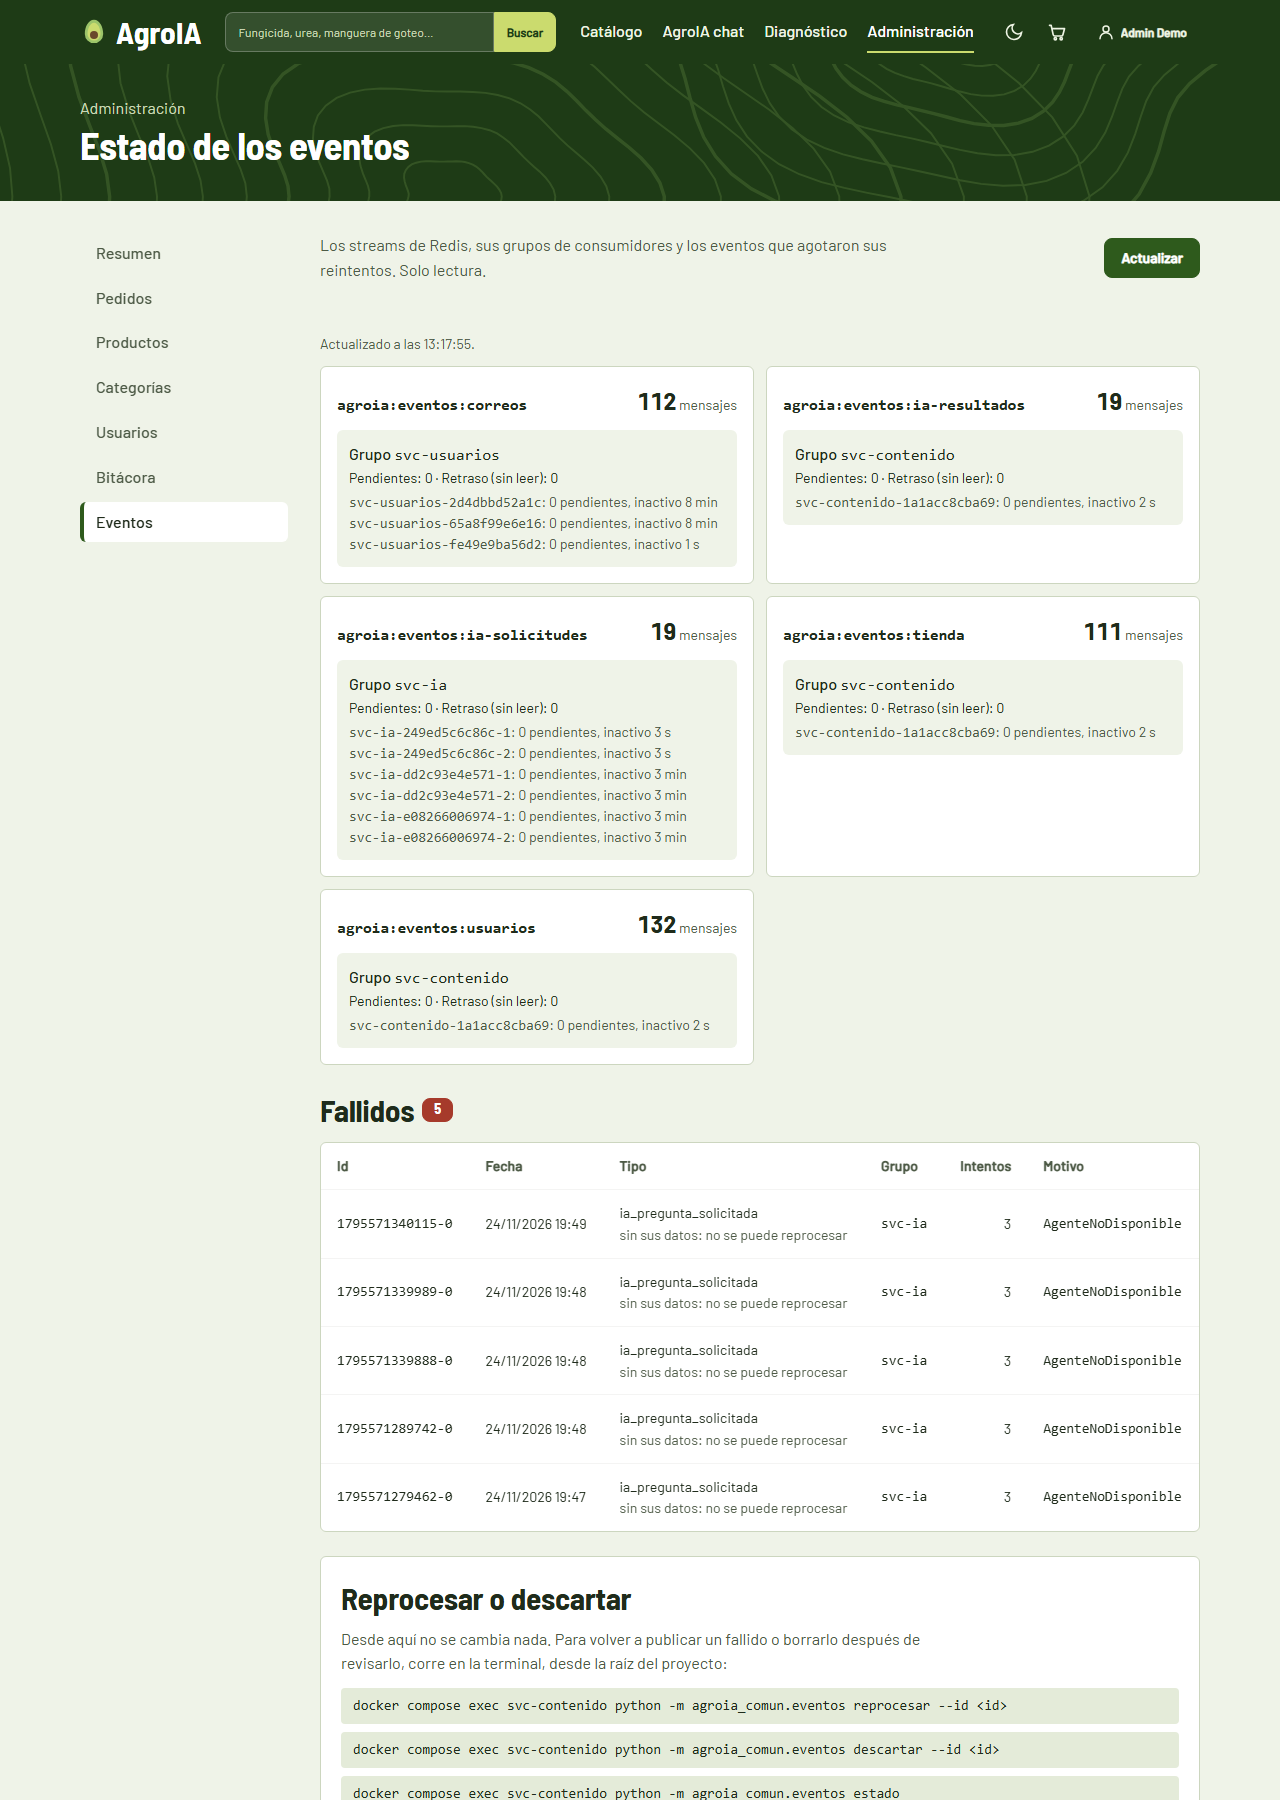 AgroIA
Fungicida, urea, manguera de goteo...
Buscar
Catálogo
AgroIA chat
Diagnóstico
Administración
Admin Demo
Administración
Estado de los eventos
Resumen
Pedidos
Productos
Categorías
Usuarios
Bitácora
Eventos
Los streams de Redis, sus grupos de consumidores y los eventos que agotaron sus
reintentos. Solo lectura.
Actualizar
Actualizado a las 13:17:55.
agroia:eventos:correos 112 mensajes
Grupo svc-usuarios
Pendientes: 0 · Retraso (sin leer): 0
svc-usuarios-2d4dbbd52a1c: 0 pendientes, inactivo 8 min
svc-usuarios-65a8f99e6e16: 0 pendientes, inactivo 8 min
svc-usuarios-fe49e9ba56d2: 0 pendientes, inactivo 1 s
agroia:eventos:ia-resultados 19 mensajes
Grupo svc-contenido
Pendientes: 0 · Retraso (sin leer): 0
svc-contenido-1a1acc8cba69: 0 pendientes, inactivo 2 s
agroia:eventos:ia-solicitudes 19 mensajes
Grupo svc-ia
Pendientes: 0 · Retraso (sin leer): 0
svc-ia-249ed5c6c86c-1: 0 pendientes, inactivo 3 s
svc-ia-249ed5c6c86c-2: 0 pendientes, inactivo 3 s
svc-ia-dd2c93e4e571-1: 0 pendientes, inactivo 3 min
svc-ia-dd2c93e4e571-2: 0 pendientes, inactivo 3 min
svc-ia-e08266006974-1: 0 pendientes, inactivo 3 min
svc-ia-e08266006974-2: 0 pendientes, inactivo 3 min
agroia:eventos:tienda 111 mensajes
Grupo svc-contenido
Pendientes: 0 · Retraso (sin leer): 0
svc-contenido-1a1acc8cba69: 0 pendientes, inactivo 2 s
agroia:eventos:usuarios 132 mensajes
Grupo svc-contenido
Pendientes: 0 · Retraso (sin leer): 0
svc-contenido-1a1acc8cba69: 0 pendientes, inactivo 2 s
Fallidos 5
Id Fecha Tipo Grupo Intentos Motivo
1795571340115-0 24/11/2026 19:49 ia_pregunta_solicitada svc-ia 3 AgenteNoDisponible
sin sus datos: no se puede reprocesar
1795571339989-0 24/11/2026 19:48 ia_pregunta_solicitada svc-ia 3 AgenteNoDisponible
sin sus datos: no se puede reprocesar
1795571339888-0 24/11/2026 19:48 ia_pregunta_solicitada svc-ia 3 AgenteNoDisponible
sin sus datos: no se puede reprocesar
1795571289742-0 24/11/2026 19:48 ia_pregunta_solicitada svc-ia 3 AgenteNoDisponible
sin sus datos: no se puede reprocesar
1795571279462-0 24/11/2026 19:47 ia_pregunta_solicitada svc-ia 3 AgenteNoDisponible
sin sus datos: no se puede reprocesar
Reprocesar o descartar
Desde aquí no se cambia nada. Para volver a publicar un fallido o borrarlo después de
revisarlo, corre en la terminal, desde la raíz del proyecto:
docker compose exec svc-contenido python -m agroia_comun.eventos reprocesar --id <id>
docker compose exec svc-contenido python -m agroia_comun.eventos descartar --id <id>
docker compose exec svc-contenido python -m agroia_comun.eventos estado